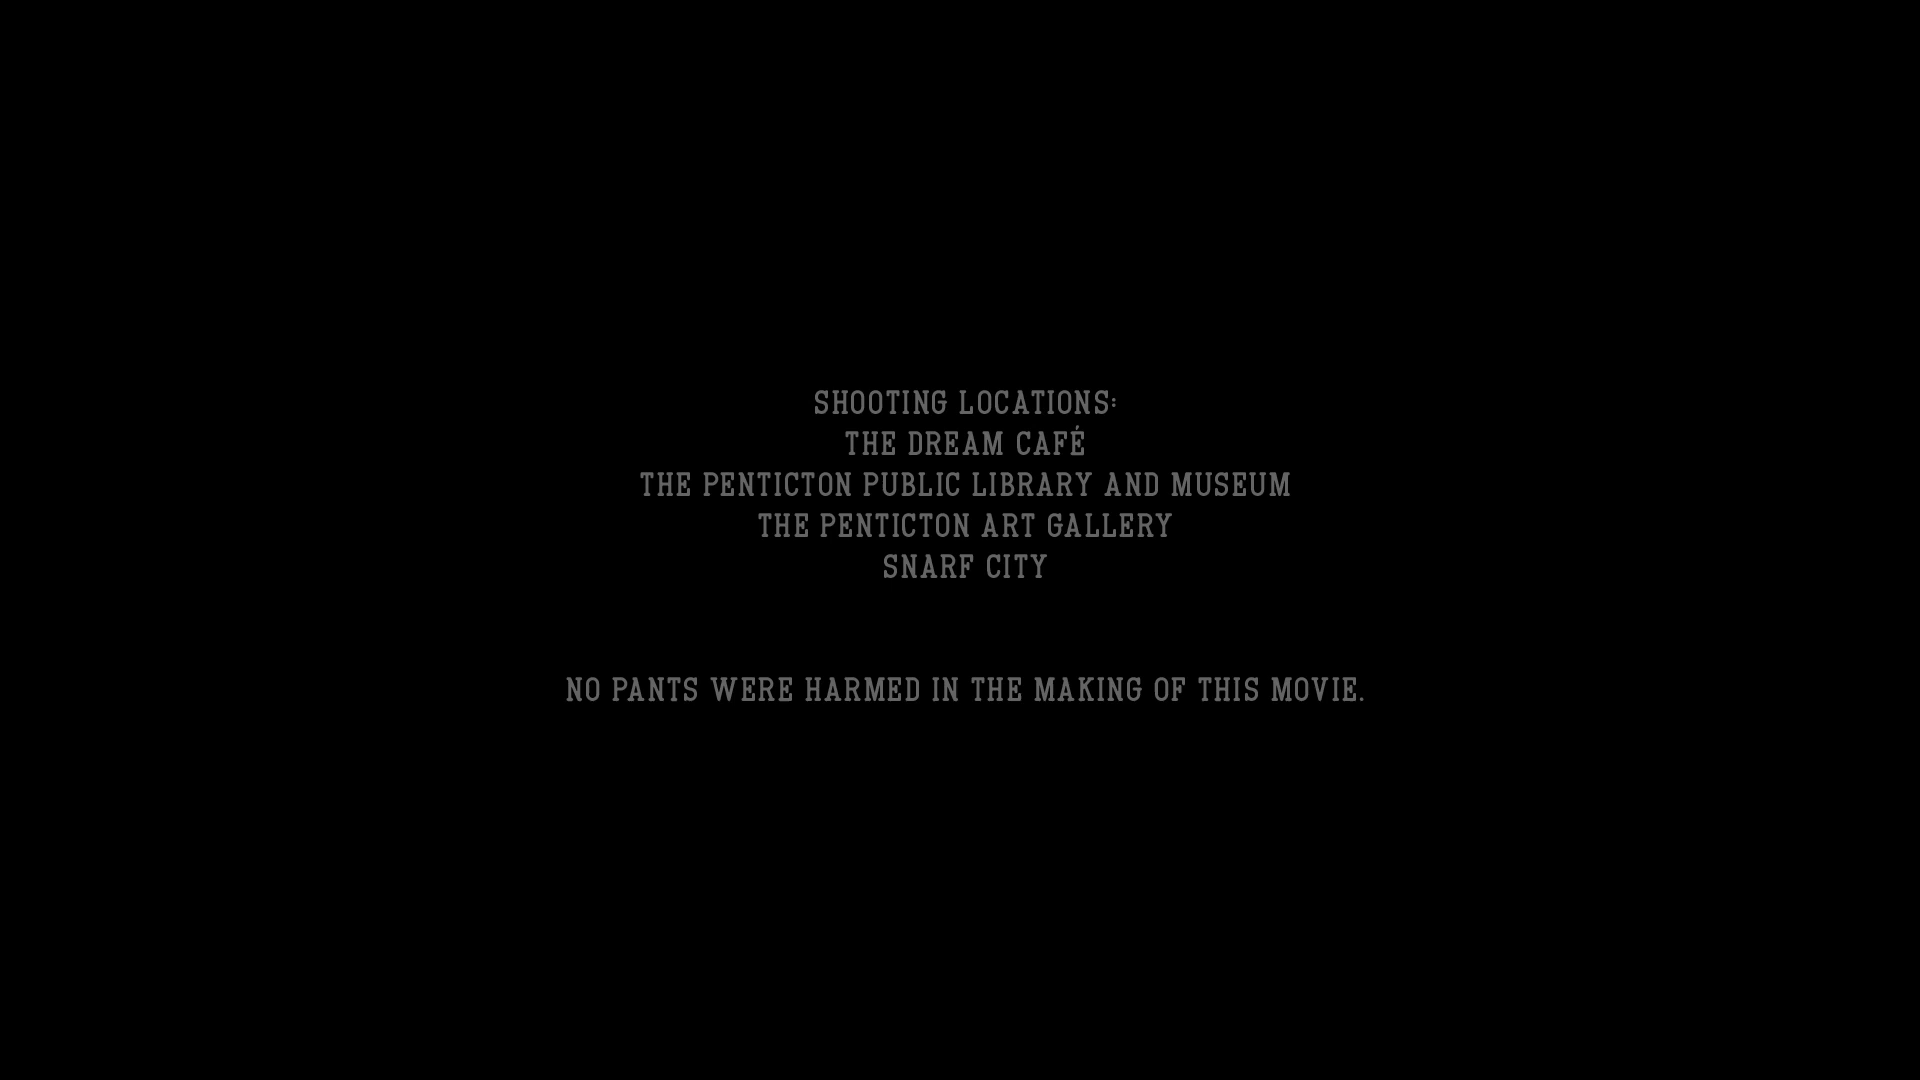 SHOOTING LOCATIONS:
THE DREAM CAFÉ
THE PENTICTON PUBLIC LIBRARY AND MUSEUM
THE PENTICTON ART GALLERY
SNARF CITY
NO PANTS WERE HARMED IN THE MAKING OF THIS MOVIE.